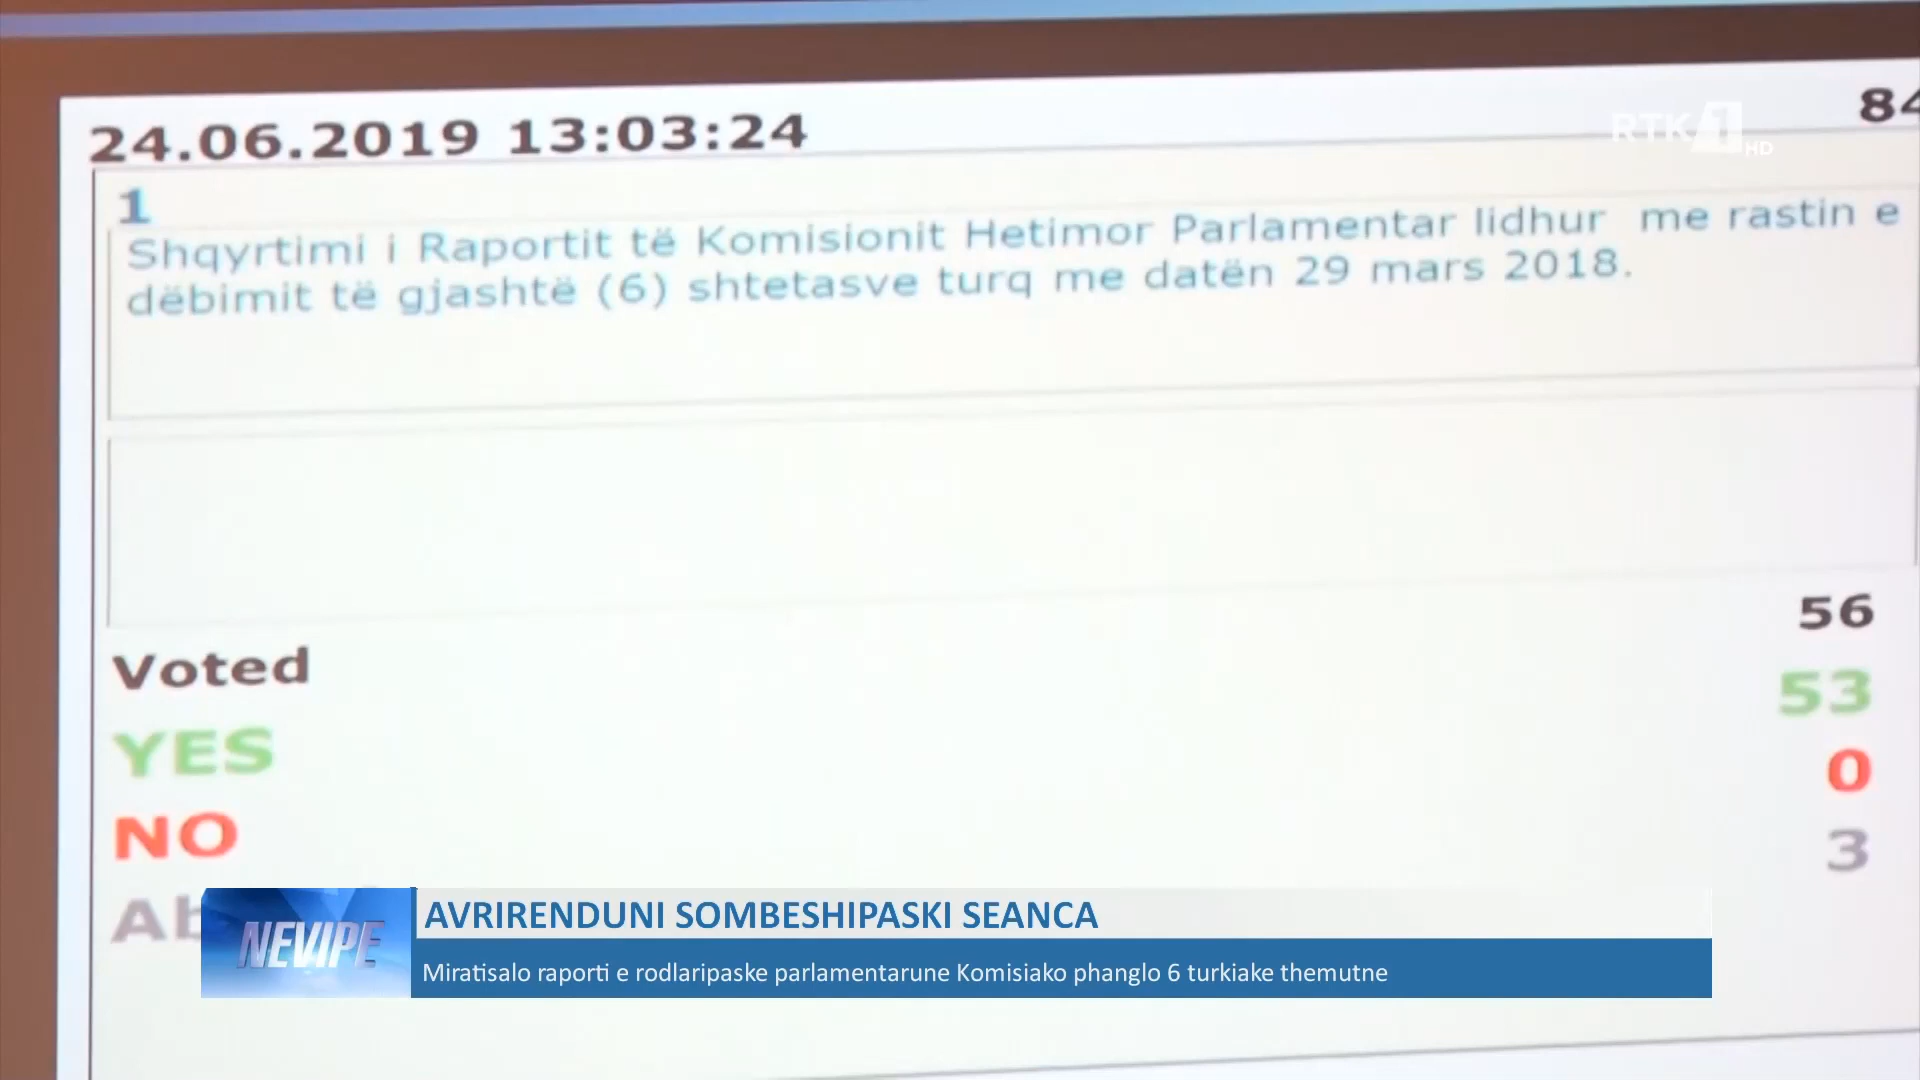 24.06.2019 13:03:24
84
RTK 1 HD
1
Shqyrtimi i Raportit të Komisionit Hetimor Parlamentar lidhur me rastin e
dëbimit të gjashtë (6) shtetasve turq me datën 29 mars 2018.
Voted 56
YES 53
NO 0
3
NEVIPE
AVRIRENDUNI SOMBESHIPASKI SEANCA
Miratisalo raporti e rodlaripaske parlamentarune Komisiako phanglo 6 turkiake themutne